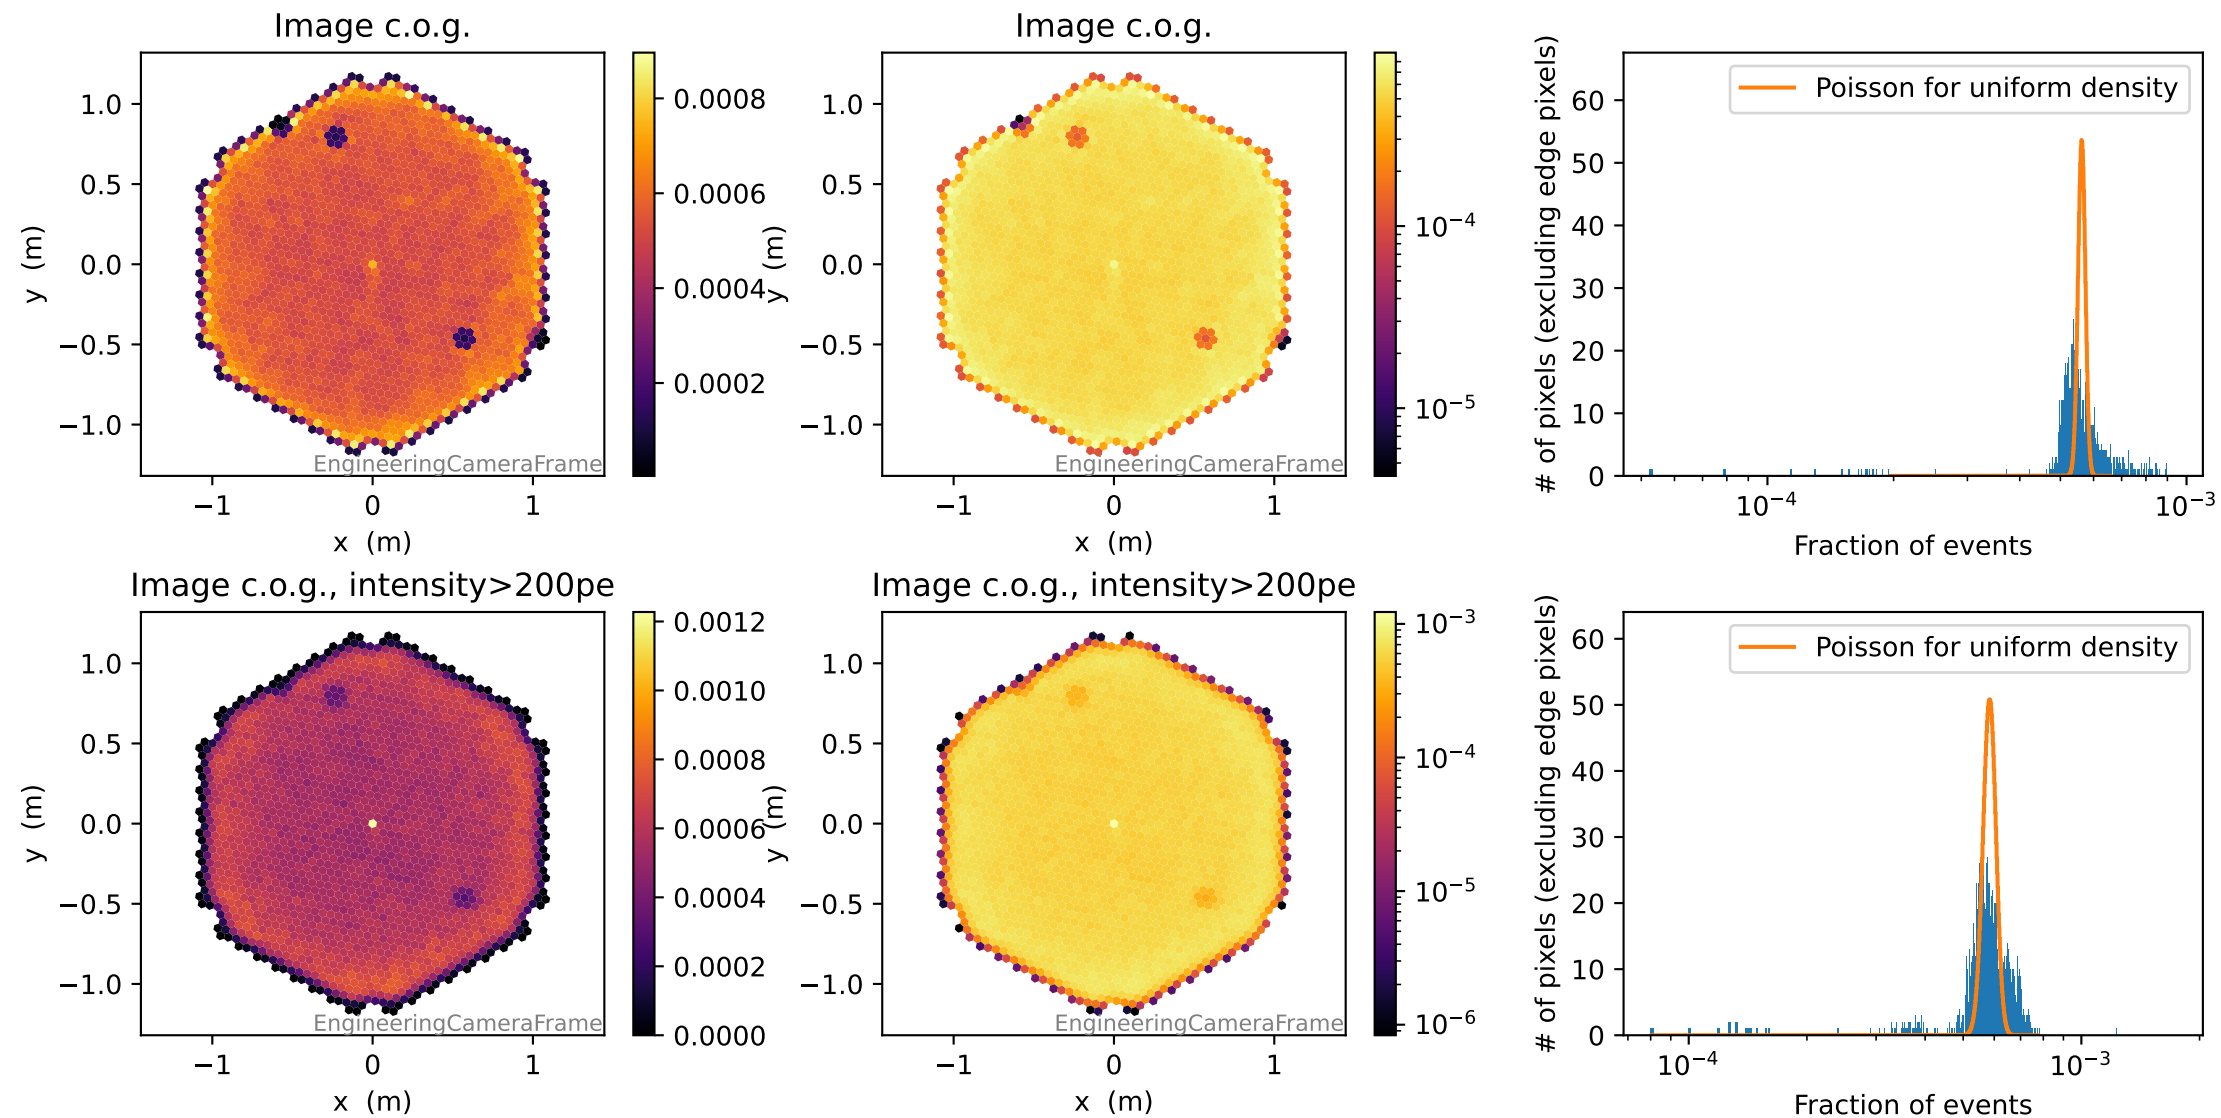 Image c.o.g.
1.0
0.5
0.0
−0.5
−1.0
y (m)
−1 0 1
x (m)
EngineeringCameraFrame
0.0008
0.0006
0.0004
0.0002
Image c.o.g.
1.0
0.5
0.0
−0.5
−1.0
y (m)
−1 0 1
x (m)
EngineeringCameraFrame
10−4
10−5
# of pixels (excluding edge pixels)
60
50
40
30
20
10
0
Poisson for uniform density
10−4 10−3
Fraction of events
Image c.o.g., intensity>200pe
1.0
0.5
0.0
−0.5
−1.0
y (m)
−1 0 1
x (m)
EngineeringCameraFrame
0.0012
0.0010
0.0008
0.0006
0.0004
0.0002
0.0000
Image c.o.g., intensity>200pe
1.0
0.5
0.0
−0.5
−1.0
y (m)
−1 0 1
x (m)
EngineeringCameraFrame
10−3
10−4
10−5
10−6
# of pixels (excluding edge pixels)
60
50
40
30
20
10
0
Poisson for uniform density
10−4 10−3
Fraction of events